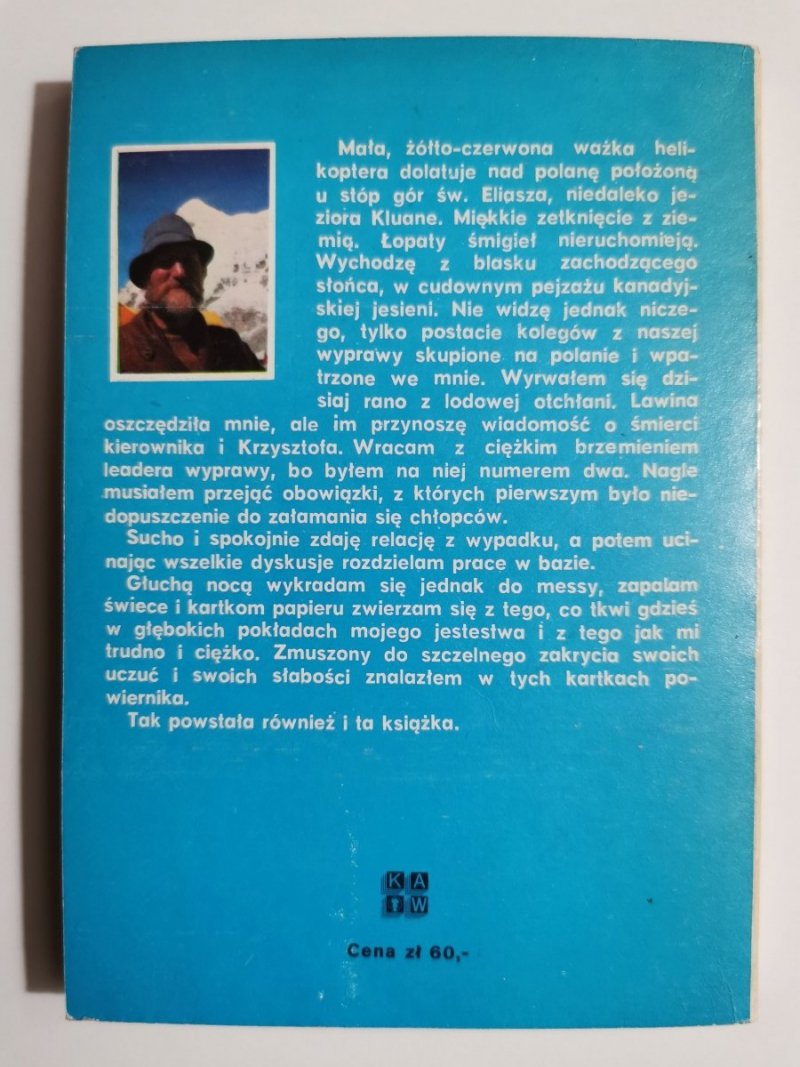 Mała, żółto-czerwona ważka heli-
koptera dolatuje nad polanę położoną
u stóp gór św. Eliasza, niedaleko je-
ziora Kluane. Miękkie zetknięcie z zie-
mią. Łopaty śmigieł nieruchomieją.
Wychodzę z blasku zachodzącego
słońca, w cudownym pejzażu kanadyj-
skiej jesieni. Nie widzę jednak nicze-
go, tylko postacie kolegów z naszej
wyprawy skupione na polanie i wpa-
trzone we mnie. Wyrwałem się dzi-
siaj rano z lodowej otchłani. Lawina
oszczędziła mnie, ale im przynoszę wiadomość o śmierci
kierownika i Krzysztofa. Wracam z ciężkim brzemieniem
leadera wyprawy, bo byłem na niej numerem dwa. Nagle
musiałem przejąć obowiązki, z których pierwszym było nie-
dopuszczenie do załamania się chłopców.
Sucho i spokojnie zdaję relację z wypadku, a potem uci-
nając wszelkie dyskusje rozdzielam prace w bazie.
Głuchą nocą wykradam się jednak do messy, zapalam
świece i kartkom papieru zwierzam się z tego, co tkwi gdzieś
w głębokich pokładach mojego jestestwa i z tego jak mi
trudno i ciężko. Zmuszony do szczelnego zakrycia swoich
uczuć i swoich słabości znalazłem w tych kartkach po-
wiernika.
Tak powstała również i ta książka.
K A
W
Cena zł 60,-